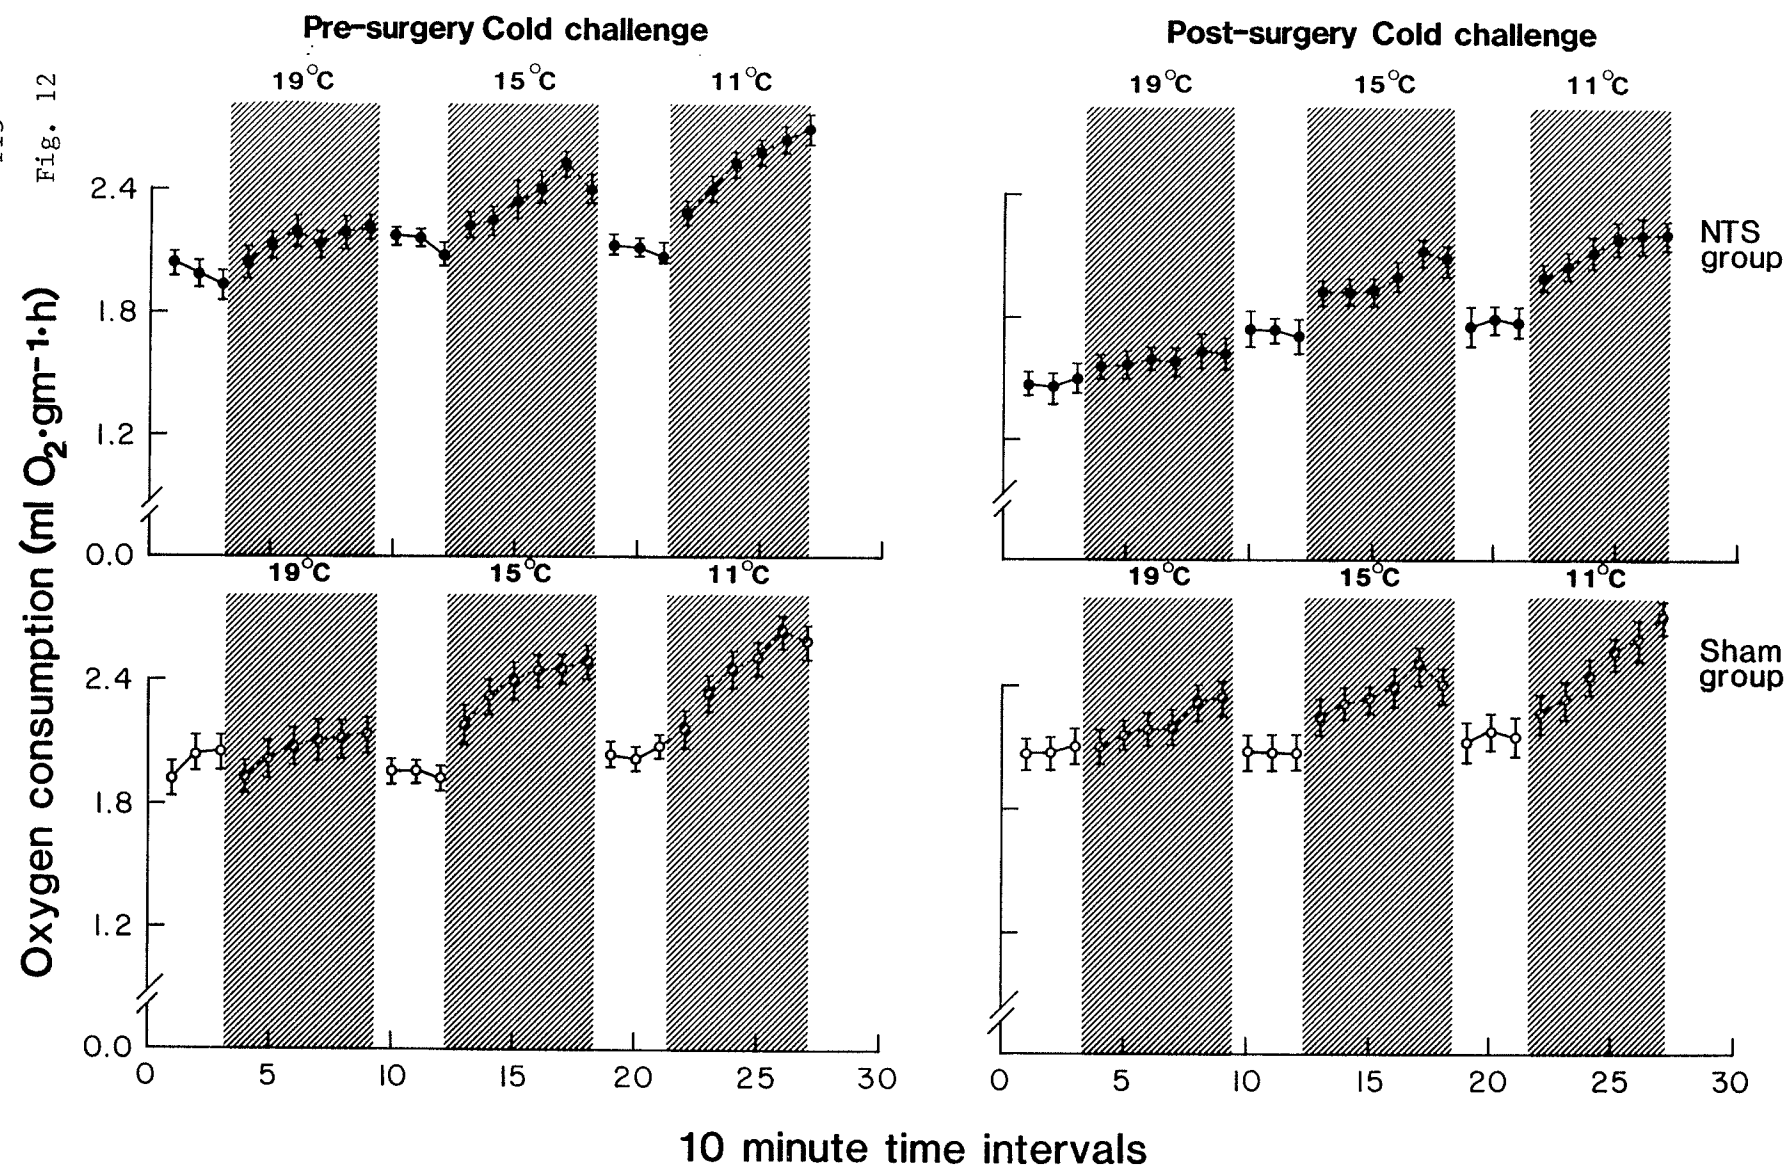 Fig. 12
Pre-surgery Cold challenge
Post-surgery Cold challenge
19°C 15°C 11°C
19°C 15°C 11°C
Oxygen consumption (ml O₂·gm⁻¹·h)
2.4
1.8
1.2
0.0
NTS
group
19°C 15°C 11°C
19°C 15°C 11°C
2.4
1.8
1.2
0.0
Sham
group
0 5 10 15 20 25 30
0 5 10 15 20 25 30
10 minute time intervals